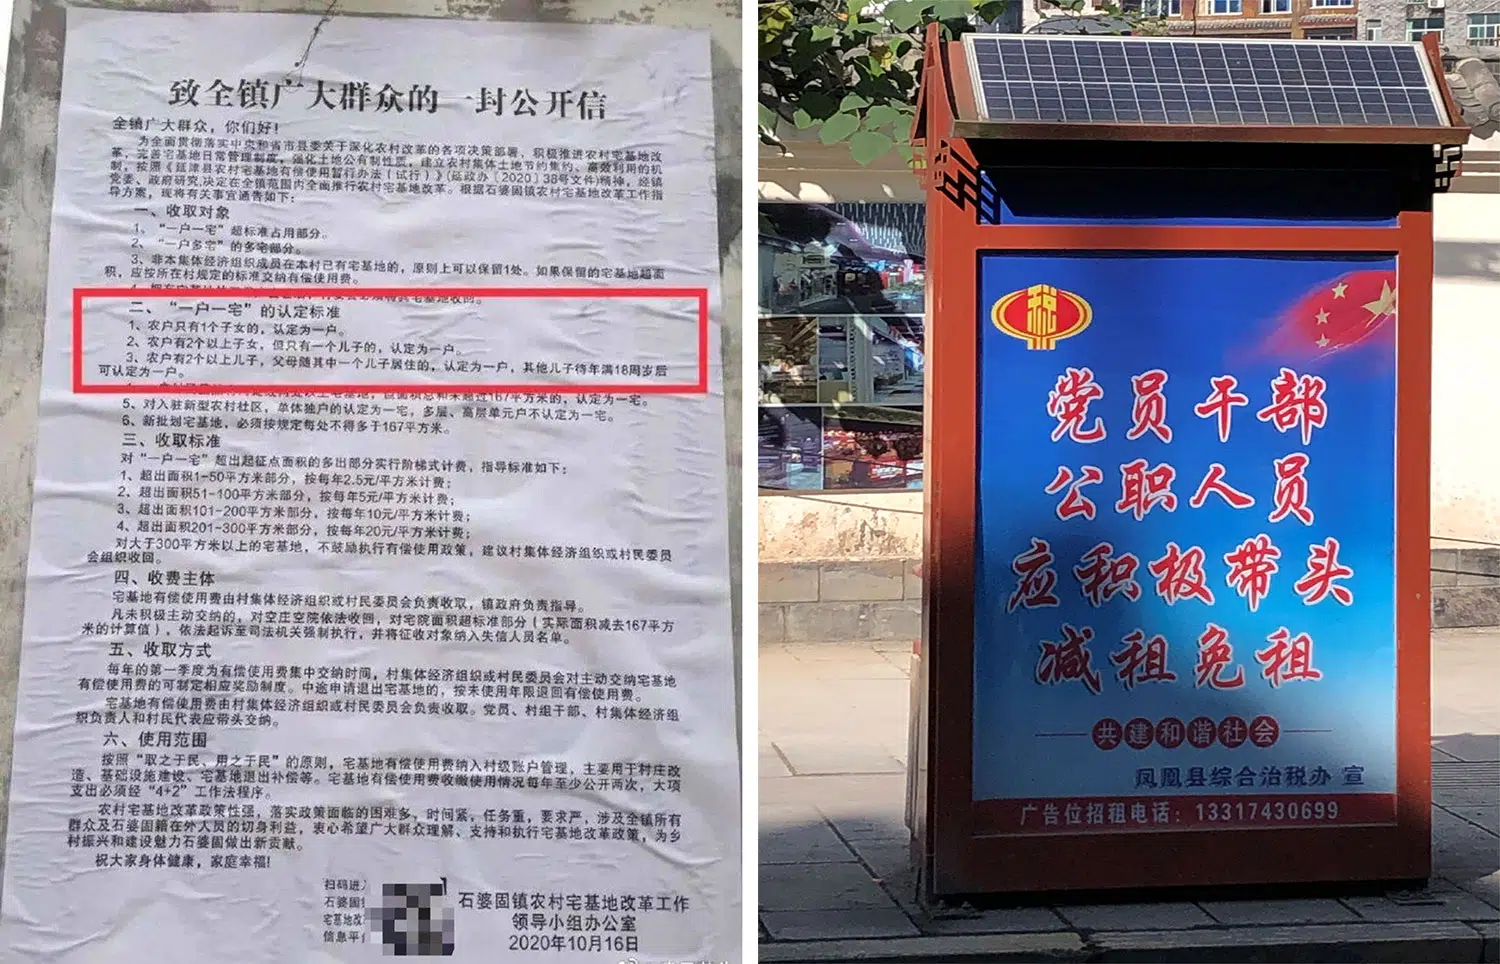 致全镇广大群众的一封公开信
全镇广大群众，你们好！
为全面贯彻落实中央和省市县委关于深化农村改革的各项决策部署，积极推进农村宅基地改
革，完善宅基地日常管理制度，强化土地公有制性质，建立农村集体土地节约集约、高效利用的机
制，按照《延津县农村宅基地有偿使用暂行办法（试行）》（延政办〔2020〕38号文件）精神，经镇
党委、政府研究，决定在全镇范围内全面推行农村宅基地改革。根据石婆固镇农村宅基地改革工作指
导方案，现将有关事宜通告如下：
一、收取对象
1、“一户一宅”超标准占用部分。
2、“一户多宅”的多宅部分。
3、非本集体经济组织成员在本村已有宅基地的，原则上可以保留1处。如果保留的宅基地超面
积，应按所在村规定的标准交纳有偿使用费。
二、“一户一宅”的认定标准
1、农户只有1个子女的，认定为一户。
2、农户有2个以上子女，但只有一个儿子的，认定为一户。
3、农户有2个以上儿子，父母随其中一个儿子居住的，认定为一户，其他儿子待年满18周岁后
可认定为一户。
5、对入驻新型农村社区，单体独户的认定为一宅，多层、高层单元户不认定为一宅。
6、新批划宅基地，必须按规定每处不得多于167平方米。
三、收取标准
对“一户一宅”超出起征点面积的多出部分实行阶梯式计费，指导标准如下：
1、超出面积1-50平方米部分，按每年2.5元/平方米计费；
2、超出面积51-100平方米部分，按每年5元/平方米计费；
3、超出面积101-200平方米部分，按每年10元/平方米计费；
4、超出面积201-300平方米部分，按每年20元/平方米计费；
对大于300平方米以上的宅基地，不鼓励执行有偿使用政策，建议村集体经济组织或村民委员
会组织收回。
四、收费主体
宅基地有偿使用费由村集体经济组织或村民委员会负责收取，镇政府负责指导。
凡未积极主动交纳的，对空庄空院依法收回，对宅院面积超标准部分（实际面积减去167平方
米的计算值），依法起诉至司法机关强制执行，并将征收对象纳入失信人员名单。
五、收取方式
每年的第一季度为有偿使用费集中交纳时间，村集体经济组织或村民委员会对主动交纳宅基地
有偿使用费的可制定相应奖励制度。中途申请退出宅基地的，按未使用年限退回有偿使用费。
宅基地有偿使用费由村集体经济组织或村民委员会负责收取。党员、村组干部、村集体经济组
织负责人和村民代表应带头交纳。
六、使用范围
按照“取之于民、用之于民”的原则，宅基地有偿使用费纳入村级账户管理，主要用于村庄改
造、基础设施建设、宅基地退出补偿等。宅基地有偿使用费收缴使用情况每年至少公开两次，大项
支出必须经“4+2”工作法程序。
农村宅基地改革政策性强，落实政策面临的困难多，时间紧，任务重，要求严，涉及全镇所有
群众及石婆固籍在外人员的切身利益，衷心希望广大群众理解、支持和执行宅基地改革政策，为乡
村振兴和建设魅力石婆固做出新贡献。
祝大家身体健康，家庭幸福！
扫码进入
石婆固
宅基地改
信息平
石婆固镇农村宅基地改革工作
领导小组办公室
2020年10月16日
税
党员干部
公职人员
应积极带头
减租免租
共建和谐社会
凤凰县综合治税办 宣
广告位招租电话：13317430699